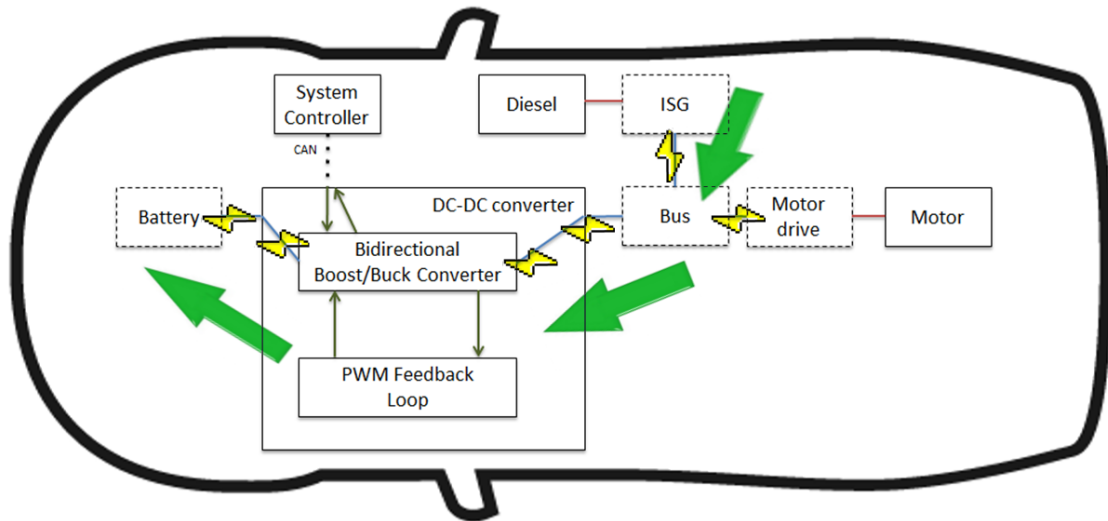 System
Controller
Diesel
ISG
CAN
Battery
DC-DC converter
Bus
Motor
drive
Motor
Bidirectional
Boost/Buck Converter
PWM Feedback
Loop